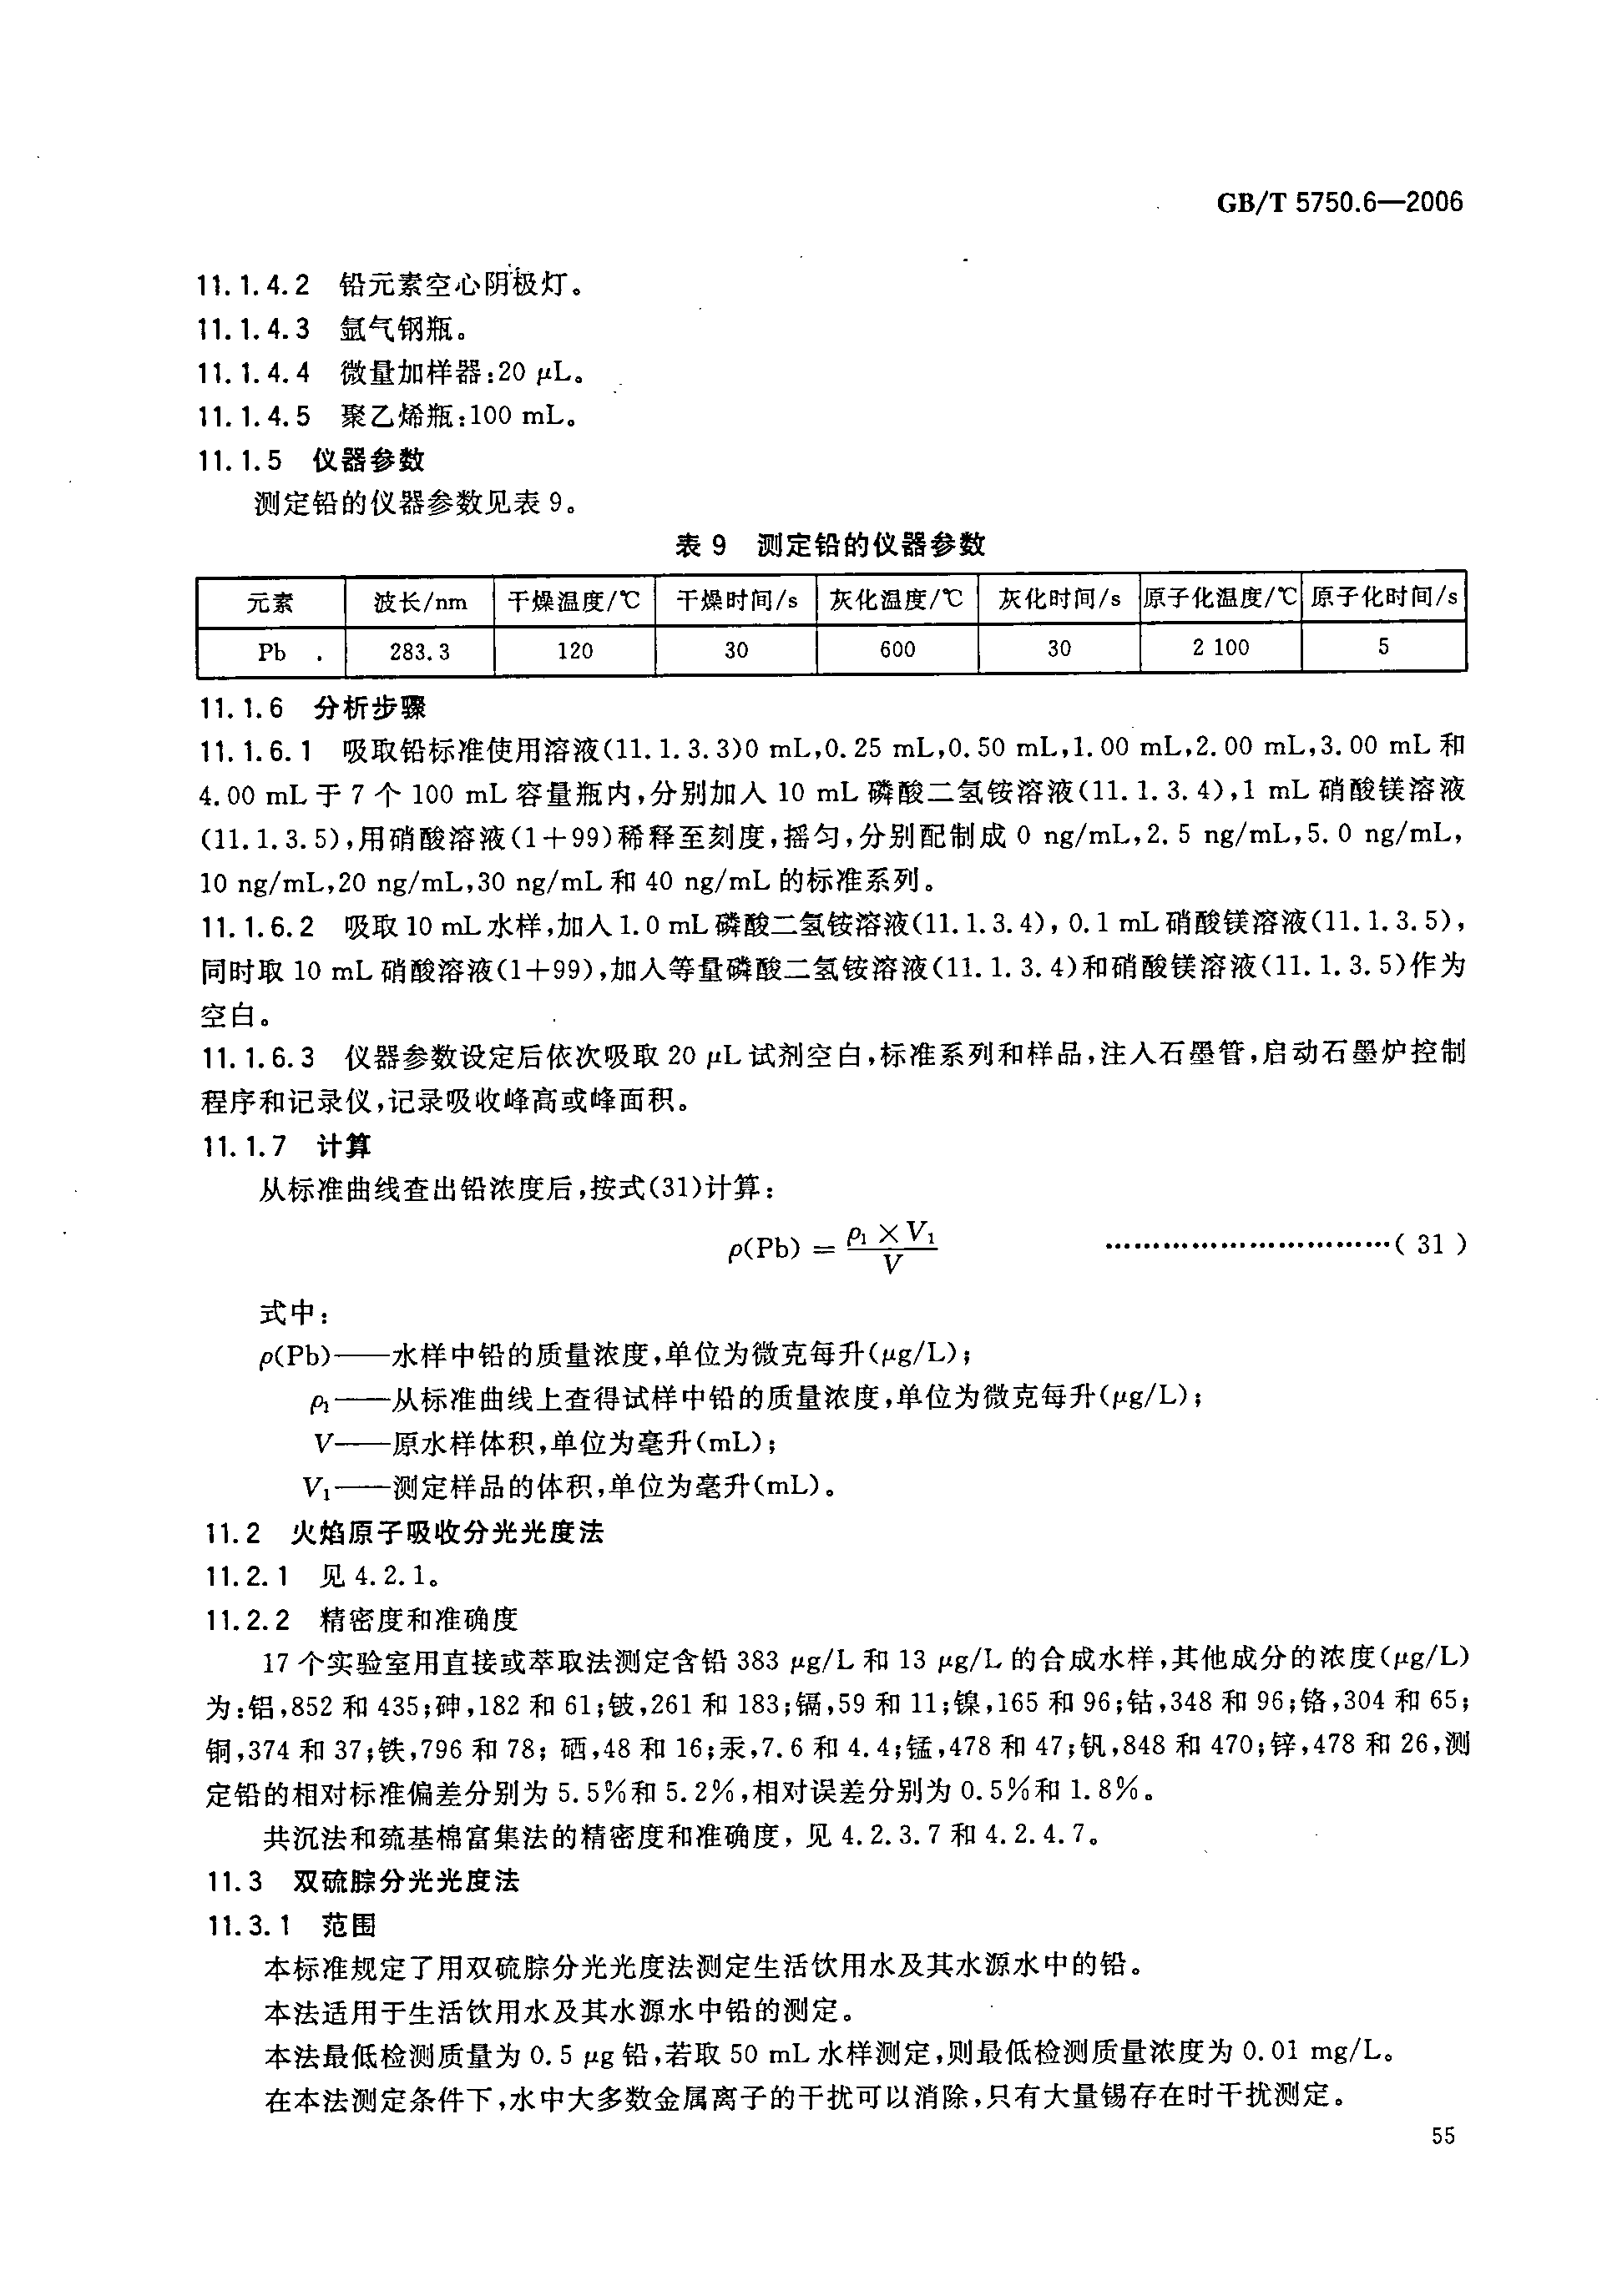 GB/T 5750.6—2006
11.1.4.2 铅元素空心阴极灯。
11.1.4.3 氩气钢瓶。
11.1.4.4 微量加样器:20 μL。
11.1.4.5 聚乙烯瓶:100 mL。
11.1.5 仪器参数
测定铅的仪器参数见表 9。
表 9 测定铅的仪器参数
元素 波长/nm 干燥温度/℃ 干燥时间/s 灰化温度/℃ 灰化时间/s 原子化温度/℃ 原子化时间/s
Pb 283.3 120 30 600 30 2 100 5
11.1.6 分析步骤
11.1.6.1 吸取铅标准使用溶液(11.1.3.3)0 mL,0.25 mL,0.50 mL,1.00 mL,2.00 mL,3.00 mL 和
4.00 mL 于 7 个 100 mL 容量瓶内,分别加入 10 mL 磷酸二氢铵溶液(11.1.3.4),1 mL 硝酸镁溶液
(11.1.3.5),用硝酸溶液(1+99)稀释至刻度,摇匀,分别配制成 0 ng/mL,2.5 ng/mL,5.0 ng/mL,
10 ng/mL,20 ng/mL,30 ng/mL 和 40 ng/mL 的标准系列。
11.1.6.2 吸取 10 mL 水样,加入 1.0 mL 磷酸二氢铵溶液(11.1.3.4), 0.1 mL 硝酸镁溶液(11.1.3.5),
同时取 10 mL 硝酸溶液(1+99),加入等量磷酸二氢铵溶液(11.1.3.4)和硝酸镁溶液(11.1.3.5)作为
空白。
11.1.6.3 仪器参数设定后依次吸取 20 μL 试剂空白,标准系列和样品,注入石墨管,启动石墨炉控制
程序和记录仪,记录吸收峰高或峰面积。
11.1.7 计算
从标准曲线查出铅浓度后,按式(31)计算:
ρ(Pb) = ρ₁ × V₁ / V ……………………………( 31 )
式中:
ρ(Pb)——水样中铅的质量浓度,单位为微克每升(μg/L);
ρ₁——从标准曲线上查得试样中铅的质量浓度,单位为微克每升(μg/L);
V——原水样体积,单位为毫升(mL);
V₁——测定样品的体积,单位为毫升(mL)。
11.2 火焰原子吸收分光光度法
11.2.1 见 4.2.1。
11.2.2 精密度和准确度
17 个实验室用直接或萃取法测定含铅 383 μg/L 和 13 μg/L 的合成水样,其他成分的浓度(μg/L)
为:铝,852 和 435;砷,182 和 61;铍,261 和 183;镉,59 和 11;镍,165 和 96;钴,348 和 96;铬,304 和 65;
铜,374 和 37;铁,796 和 78; 硒,48 和 16;汞,7.6 和 4.4;锰,478 和 47;钒,848 和 470;锌,478 和 26,测
定铅的相对标准偏差分别为 5.5%和 5.2%,相对误差分别为 0.5%和 1.8%。
共沉法和巯基棉富集法的精密度和准确度, 见 4.2.3.7 和 4.2.4.7。
11.3 双硫腙分光光度法
11.3.1 范围
本标准规定了用双硫腙分光光度法测定生活饮用水及其水源水中的铅。
本法适用于生活饮用水及其水源水中铅的测定。
本法最低检测质量为 0.5 μg 铅,若取 50 mL 水样测定,则最低检测质量浓度为 0.01 mg/L。
在本法测定条件下,水中大多数金属离子的干扰可以消除,只有大量锡存在时干扰测定。
55